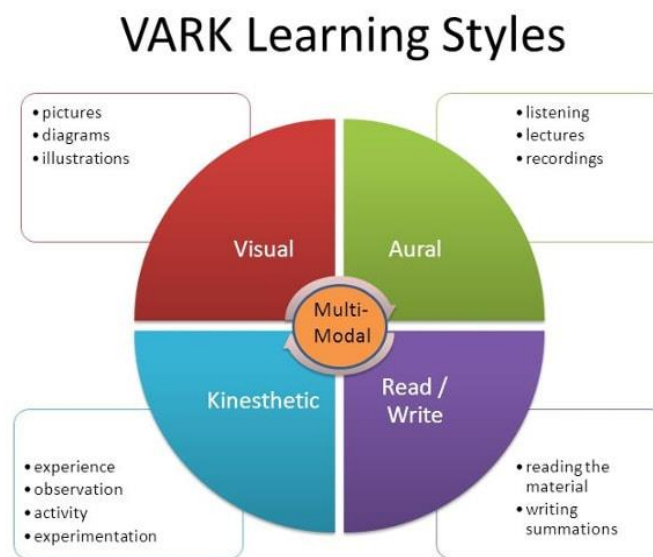 VARK Learning Styles
• pictures
• diagrams
• illustrations
• listening
• lectures
• recordings
Visual
Aural
Multi-
Modal
Kinesthetic
Read /
Write
• experience
• observation
• activity
• experimentation
• reading the
material
• writing
summations